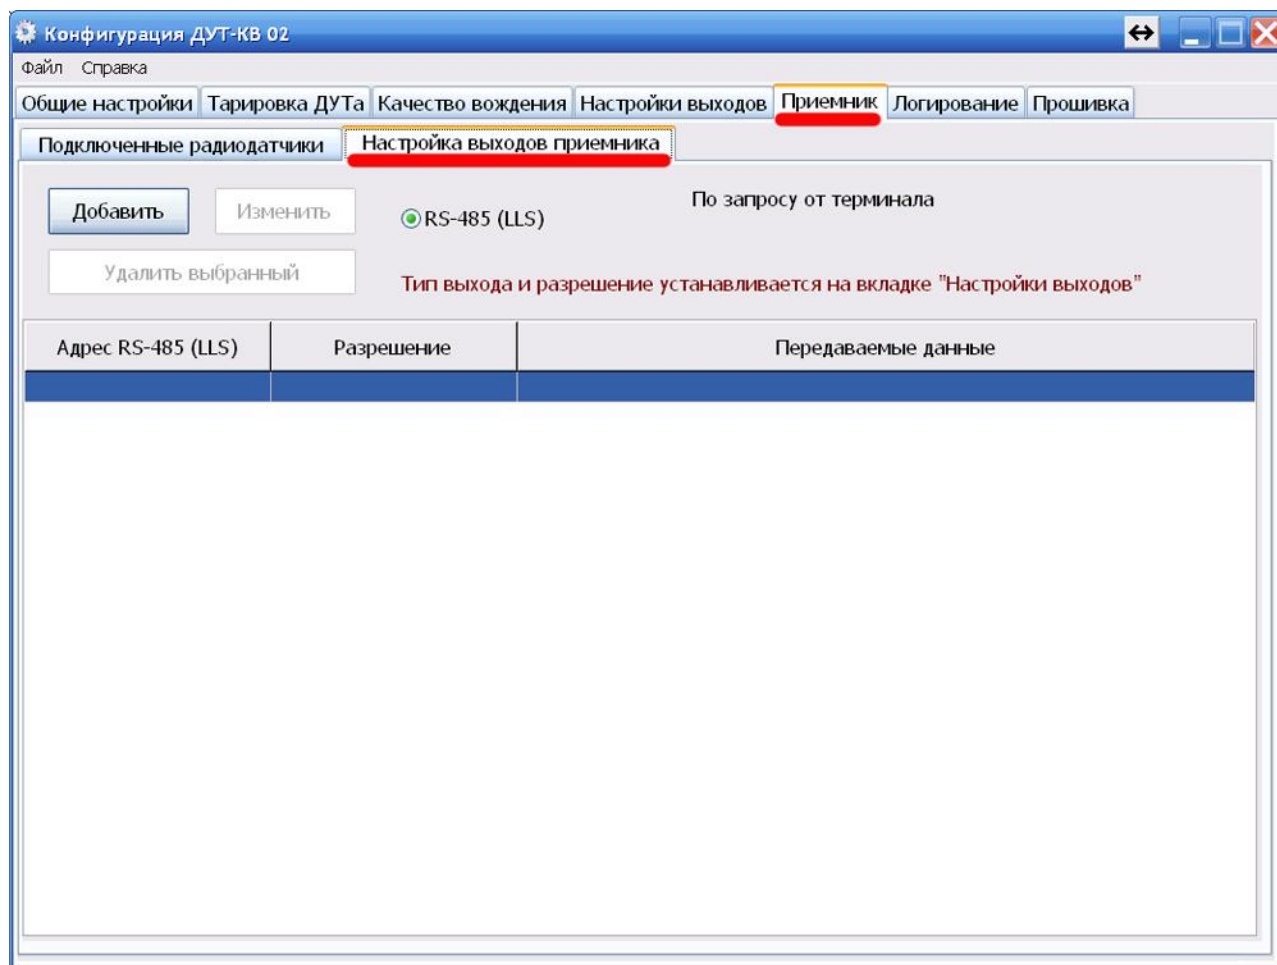 Конфигурация ДУТ-КВ 02
Файл Справка
Общие настройки Тарировка ДУТа Качество вождения Настройки выходов Приемник Логирование Прошивка
Подключенные радиодатчики Настройка выходов приемника
Добавить Изменить RS-485 (LLS) По запросу от терминала
Удалить выбранный Тип выхода и разрешение устанавливается на вкладке "Настройки выходов"
Адрес RS-485 (LLS) Разрешение Передаваемые данные